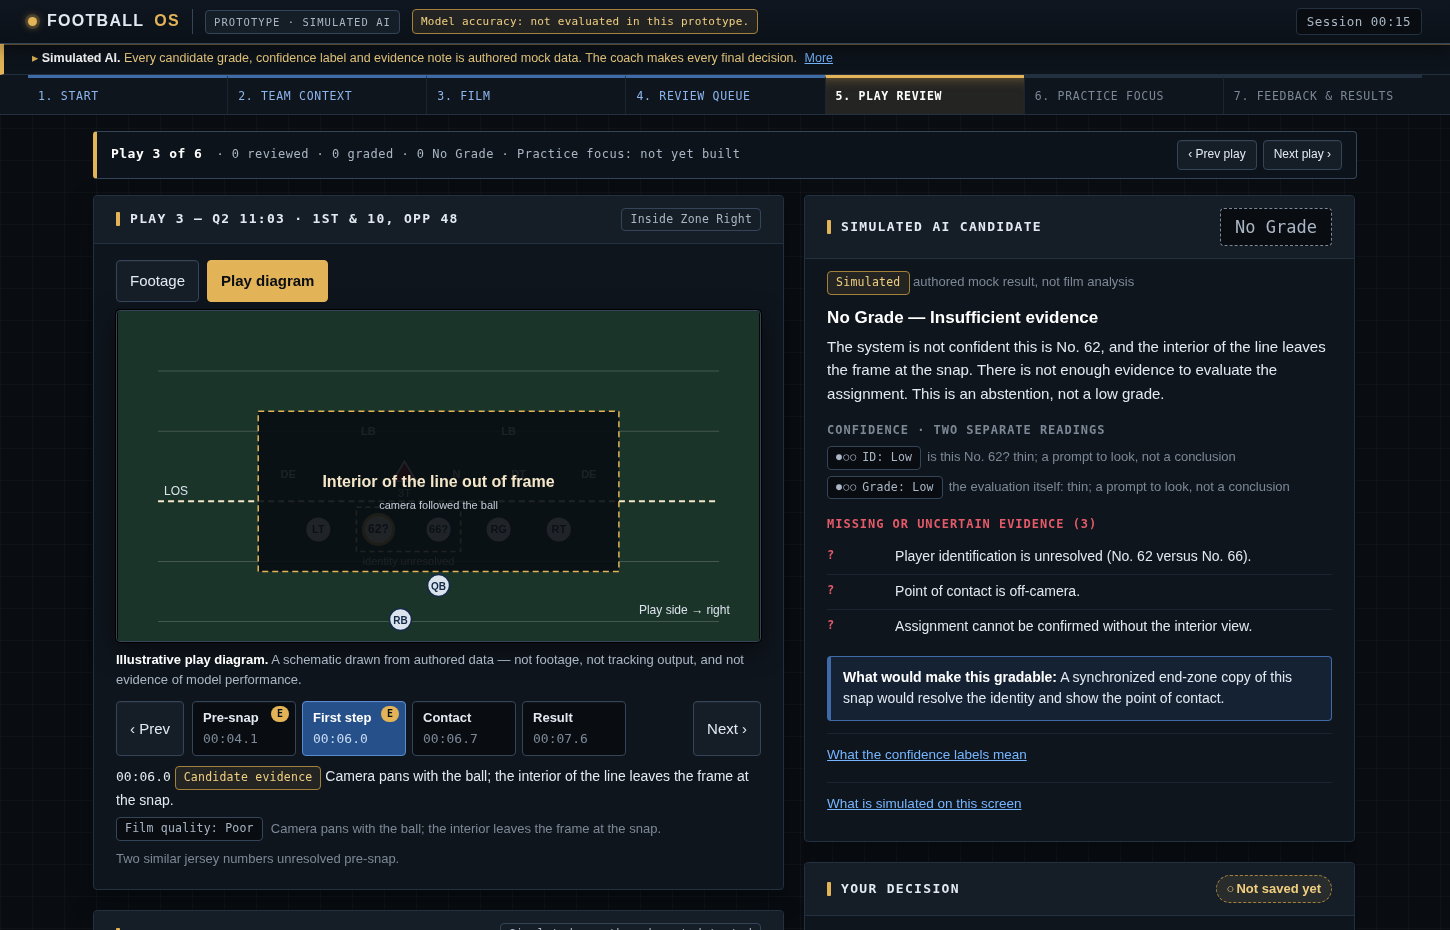 FOOTBALL OS
PROTOTYPE · SIMULATED AI
Model accuracy: not evaluated in this prototype.
Session 00:15
▸ Simulated AI. Every candidate grade, confidence label and evidence note is authored mock data. The coach makes every final decision. More
1. START
2. TEAM CONTEXT
3. FILM
4. REVIEW QUEUE
5. PLAY REVIEW
6. PRACTICE FOCUS
7. FEEDBACK & RESULTS
Play 3 of 6 · 0 reviewed · 0 graded · 0 No Grade · Practice focus: not yet built
‹ Prev play
Next play ›
PLAY 3 — Q2 11:03 · 1ST & 10, OPP 48
Inside Zone Right
Footage
Play diagram
LB
LB
DE
N
DT
DE
Interior of the line out of frame
LOS
camera followed the ball
LT
62?
66?
RG
RT
identity unresolved
QB
Play side → right
RB
Illustrative play diagram. A schematic drawn from authored data — not footage, not tracking output, and not
evidence of model performance.
‹ Prev
Pre-snap E
00:04.1
First step E
00:06.0
Contact
00:06.7
Result
00:07.6
Next ›
00:06.0 Candidate evidence Camera pans with the ball; the interior of the line leaves the frame at
the snap.
Film quality: Poor Camera pans with the ball; the interior leaves the frame at the snap.
Two similar jersey numbers unresolved pre-snap.
SIMULATED AI CANDIDATE
No Grade
Simulated authored mock result, not film analysis
No Grade — Insufficient evidence
The system is not confident this is No. 62, and the interior of the line leaves
the frame at the snap. There is not enough evidence to evaluate the
assignment. This is an abstention, not a low grade.
CONFIDENCE · TWO SEPARATE READINGS
●○○ ID: Low is this No. 62? thin; a prompt to look, not a conclusion
●○○ Grade: Low the evaluation itself: thin; a prompt to look, not a conclusion
MISSING OR UNCERTAIN EVIDENCE (3)
? Player identification is unresolved (No. 62 versus No. 66).
? Point of contact is off-camera.
? Assignment cannot be confirmed without the interior view.
What would make this gradable: A synchronized end-zone copy of this
snap would resolve the identity and show the point of contact.
What the confidence labels mean
What is simulated on this screen
YOUR DECISION
○ Not saved yet